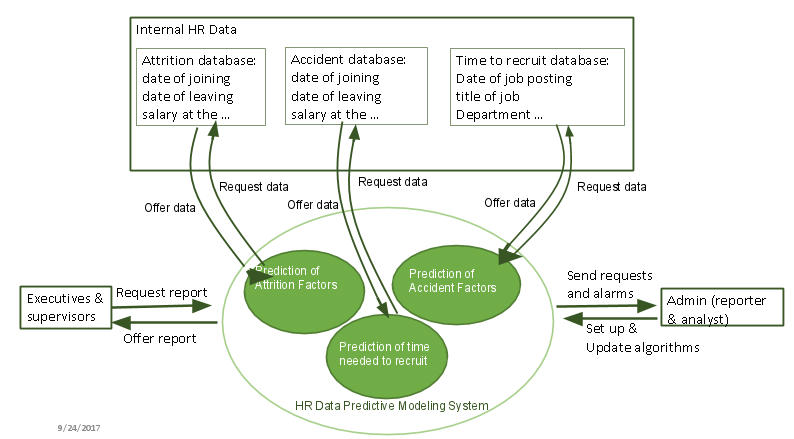 Internal HR Data
Attrition database:
date of joining
date of leaving
salary at the ...
Accident database:
date of joining
date of leaving
salary at the ...
Time to recruit database:
Date of job posting
title of job
Department ...
Offer data
Request data
Offer data
Request data
Offer data
Request data
Prediction of
Attrition Factors
Prediction of
Accident Factors
Prediction of time
needed to recruit
HR Data Predictive Modeling System
Executives &
supervisors
Request report
Offer report
Send requests
and alarms
Admin (reporter
& analyst)
Set up &
Update algorithms
9/24/2017